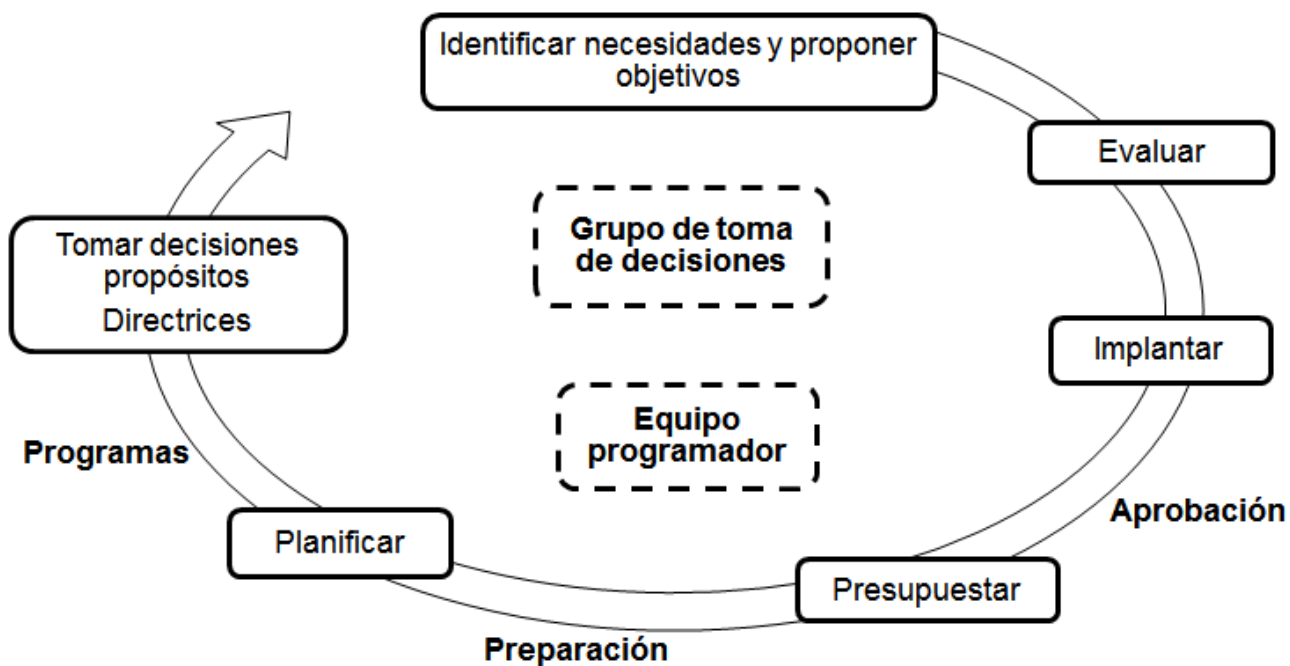 Identificar necesidades y proponer
objetivos
Evaluar
Grupo de toma
de decisiones
Tomar decisiones
propósitos
Directrices
Implantar
Equipo
programador
Programas
Aprobación
Planificar
Presupuestar
Preparación